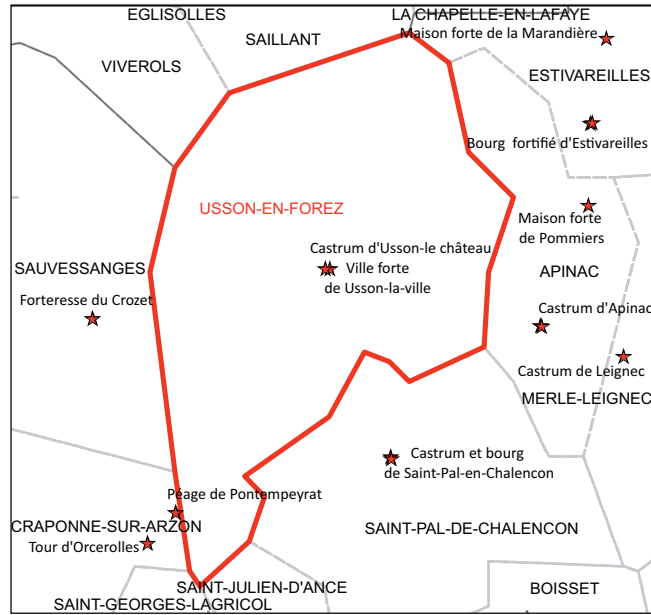 EGLISOLLES
LA CHAPELLE-EN-LAFAYE
SAILLANT
Maison forte de la Marandière
VIVEROLS
ESTIVAREILLES
Bourg fortifié d'Estivareilles
USSON-EN-FOREZ
Maison forte
de Pommiers
Castrum d'Usson-le château
Ville forte
de Usson-la-ville
SAUVESSANGES
APINAC
Forteresse du Crozet
Castrum d'Apinac
Castrum de Leignec
MERLE-LEIGNEC
Castrum et bourg
de Saint-Pal-en-Chalencon
Péage de Pontempeyrat
CRAPONNE-SUR-ARZON
SAINT-PAL-DE-CHALENCON
Tour d'Orcerolles
SAINT-JULIEN-D'ANCE
BOISSET
SAINT-GEORGES-LAGRICOL